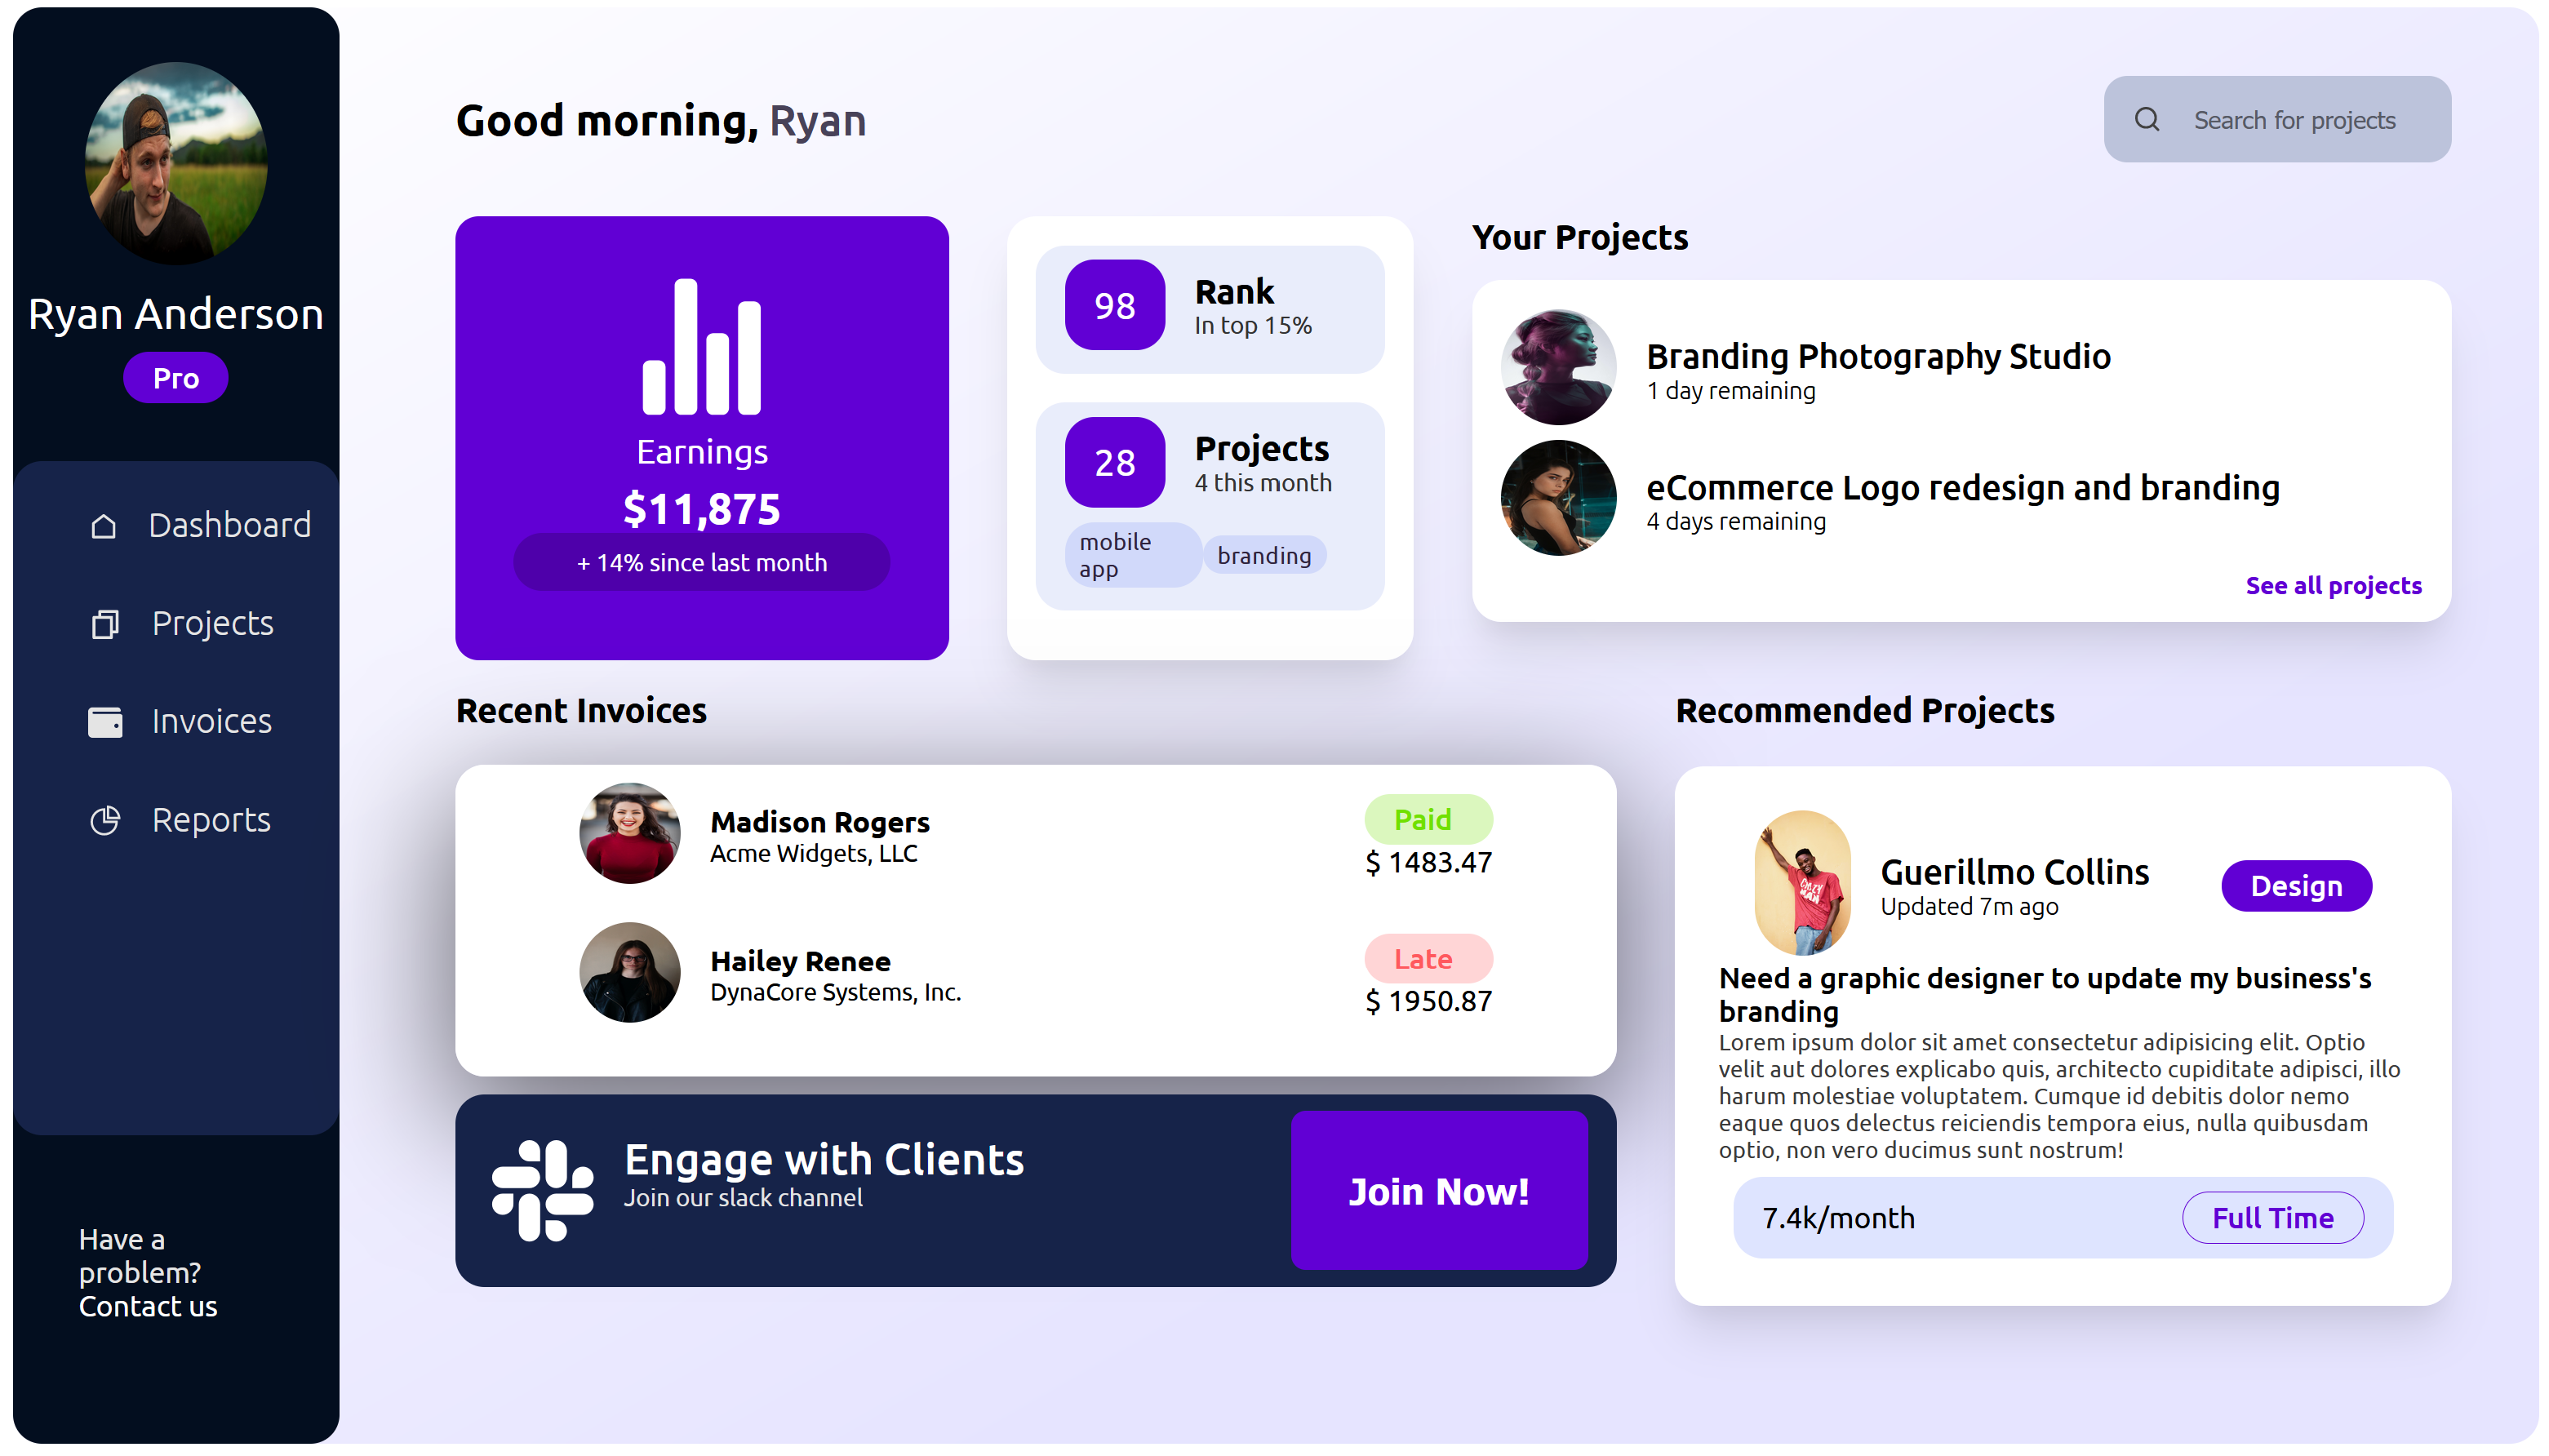 Ryan Anderson
Pro
Dashboard
Projects
Invoices
Reports
Have a
problem?
Contact us
Good morning, Ryan
Search for projects
Earnings
$11,875
+ 14% since last month
98
Rank
In top 15%
28
Projects
4 this month
mobile
app
branding
Your Projects
Branding Photography Studio
1 day remaining
eCommerce Logo redesign and branding
4 days remaining
See all projects
Recent Invoices
Madison Rogers
Acme Widgets, LLC
Paid
$ 1483.47
Hailey Renee
DynaCore Systems, Inc.
Late
$ 1950.87
Engage with Clients
Join our slack channel
Join Now!
Recommended Projects
CRZY
MAN
Guerillmo Collins
Updated 7m ago
Design
Need a graphic designer to update my business's
branding
Lorem ipsum dolor sit amet consectetur adipisicing elit. Optio
velit aut dolores explicabo quis, architecto cupiditate adipisci, illo
harum molestiae voluptatem. Cumque id debitis dolor nemo
eaque quos delectus reiciendis tempora eius, nulla quibusdam
optio, non vero ducimus sunt nostrum!
7.4k/month
Full Time